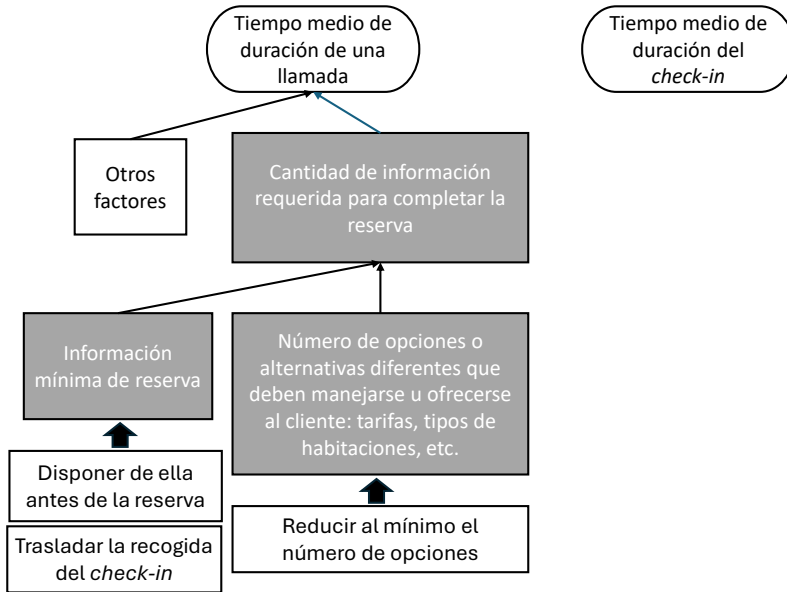 Tiempo medio de
duración de una
llamada
Tiempo medio de
duración del
check-in
Otros
factores
Cantidad de información
requerida para completar la
reserva
Información
mínima de reserva
Número de opciones o
alternativas diferentes que
deben manejarse u ofrecerse
al cliente: tarifas, tipos de
habitaciones, etc.
Disponer de ella
antes de la reserva
Trasladar la recogida
del check-in
Reducir al mínimo el
número de opciones